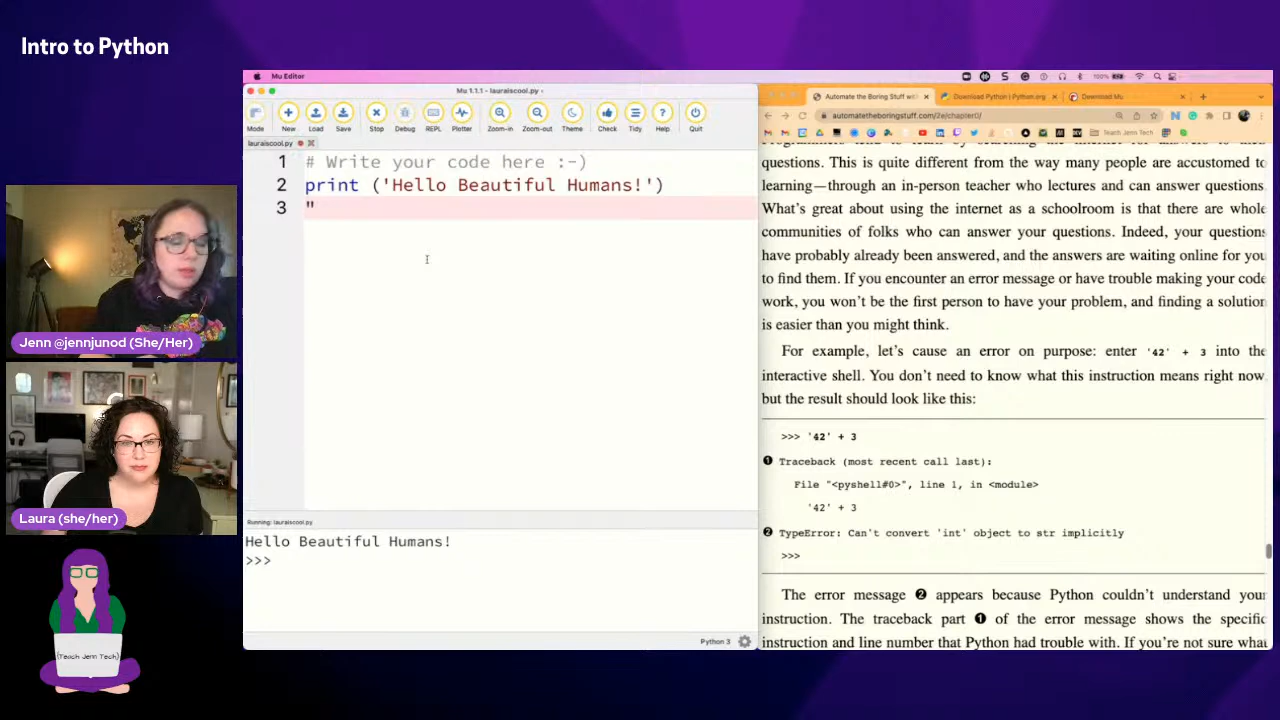 Intro to Python
Mu Editor
100%
Mu 1.1.1 - lauraiscool.py
Mode New Load Save Stop Debug REPL Plotter Zoom-in Zoom-out Theme Check Tidy Help Quit
lauraiscool.py
1 # Write your code here :-)
2 print ('Hello Beautiful Humans!')
3 "
Running: lauraiscool.py
Hello Beautiful Humans!
>>>
Python 3
Automate the Boring Stuff with
Download Python | Python.org
Download Mu
automatetheboringstuff.com/2e/chapter0/
Teach Jenn Tech
questions. This is quite different from the way many people are accustomed to
learning—through an in-person teacher who lectures and can answer questions.
What's great about using the internet as a schoolroom is that there are whole
communities of folks who can answer your questions. Indeed, your questions
have probably already been answered, and the answers are waiting online for you
to find them. If you encounter an error message or have trouble making your code
work, you won't be the first person to have your problem, and finding a solution
is easier than you might think.
For example, let's cause an error on purpose: enter '42' + 3 into the
interactive shell. You don't need to know what this instruction means right now,
but the result should look like this:
>>> '42' + 3
❶ Traceback (most recent call last):
File "<pyshell#0>", line 1, in <module>
'42' + 3
❷ TypeError: Can't convert 'int' object to str implicitly
>>>
The error message ❷ appears because Python couldn't understand your
instruction. The traceback part ❶ of the error message shows the specific
instruction and line number that Python had trouble with. If you're not sure what
Jenn @jennjunod (She/Her)
Laura (she/her)
{Teach Jenn Tech}